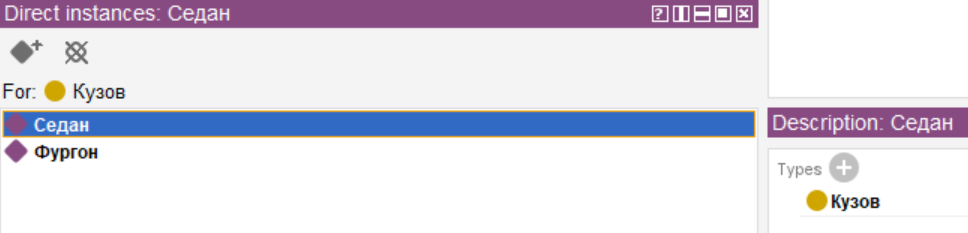 Direct instances: Седан
For: Кузов
Седан
Фургон
Description: Седан
Types
Кузов